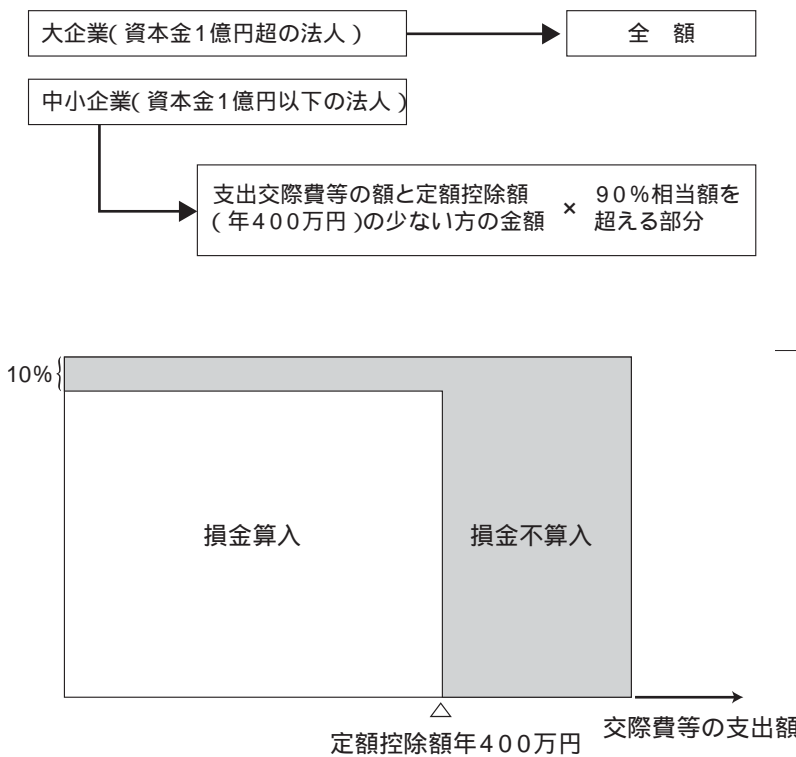 大企業(資本金1億円超の法人)
全 額
中小企業(資本金1億円以下の法人)
支出交際費等の額と定額控除額 × 90%相当額を
(年400万円)の少ない方の金額 超える部分
10%
損金算入
損金不算入
定額控除額年400万円
交際費等の支出額